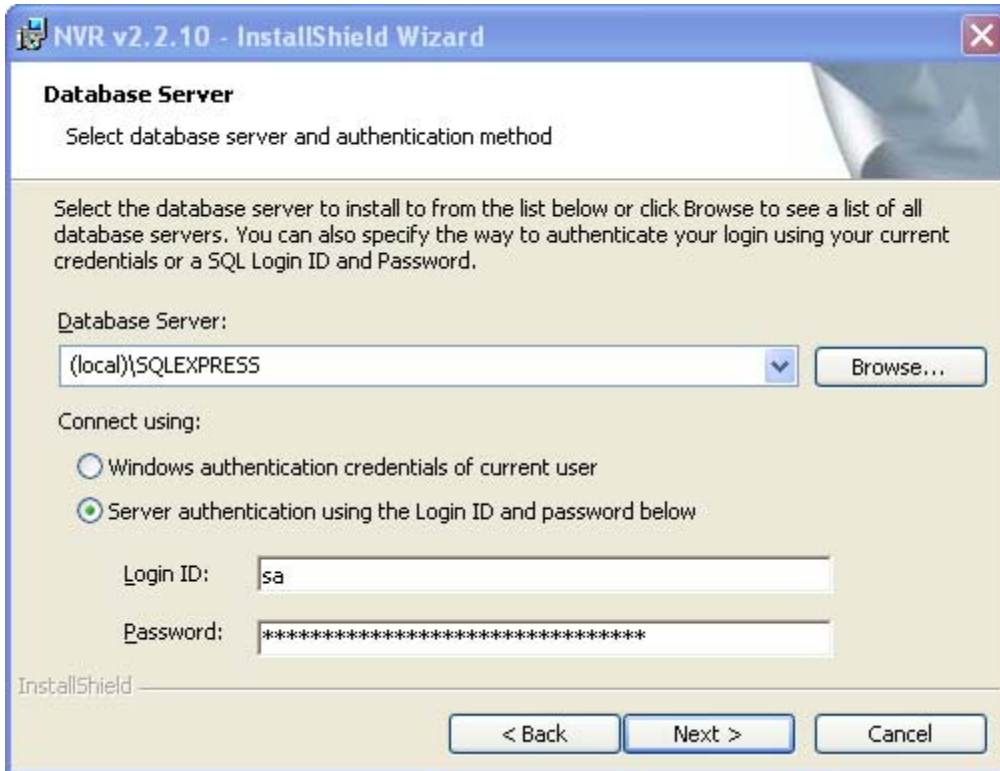 NVR v2.2.10 - InstallShield Wizard
Database Server
Select database server and authentication method
Select the database server to install to from the list below or click Browse to see a list of all
database servers. You can also specify the way to authenticate your login using your current
credentials or a SQL Login ID and Password.
Database Server:
(local)\SQLEXPRESS
Browse...
Connect using:
Windows authentication credentials of current user
Server authentication using the Login ID and password below
Login ID:
sa
Password:
********************************
InstallShield
< Back
Next >
Cancel